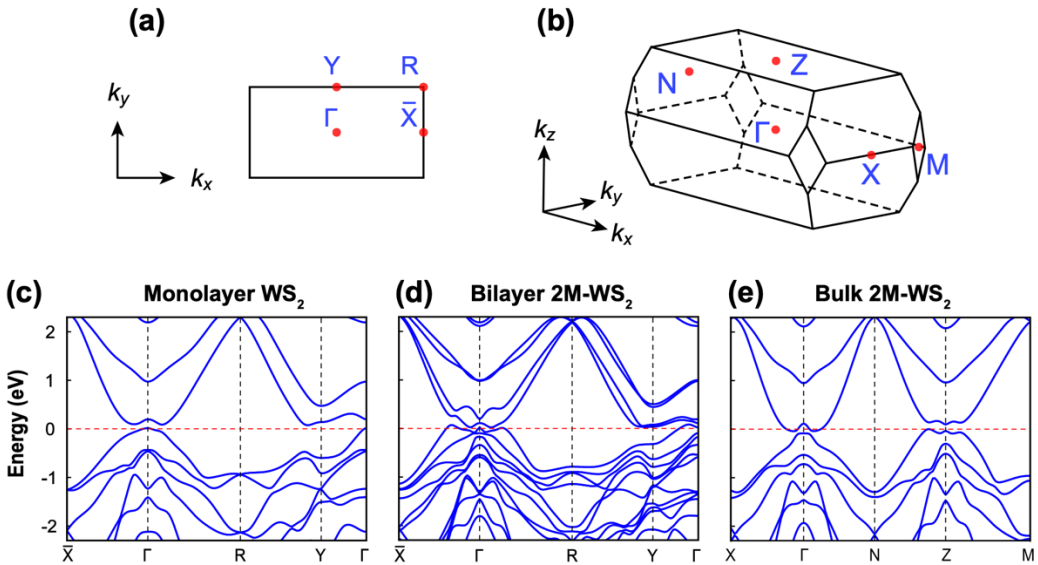 (a)
Y R
Γ X̄
k_y
k_x
(b)
N Z
Γ
X M
k_z
k_y
k_x
(c) Monolayer WS₂
(d) Bilayer 2M-WS₂
(e) Bulk 2M-WS₂
Energy (eV)
2
1
0
-1
-2
X̄ Γ R Y Γ
2
1
0
-1
-2
X̄ Γ R Y Γ
2
1
0
-1
-2
X Γ N Z M